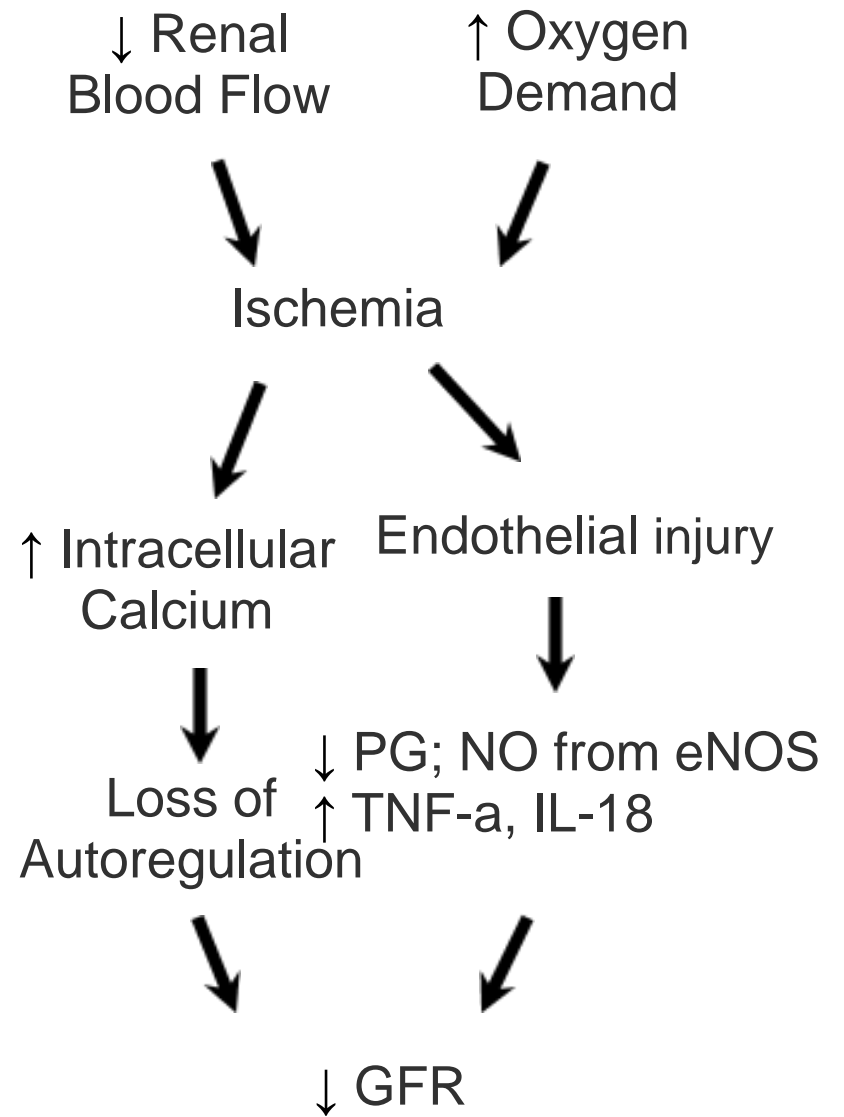 ↓ Renal
Blood Flow
↑ Oxygen
Demand
Ischemia
↑ Intracellular
Calcium
Endothelial injury
Loss of
Autoregulation
↓ PG; NO from eNOS
↑ TNF-a, IL-18
↓ GFR